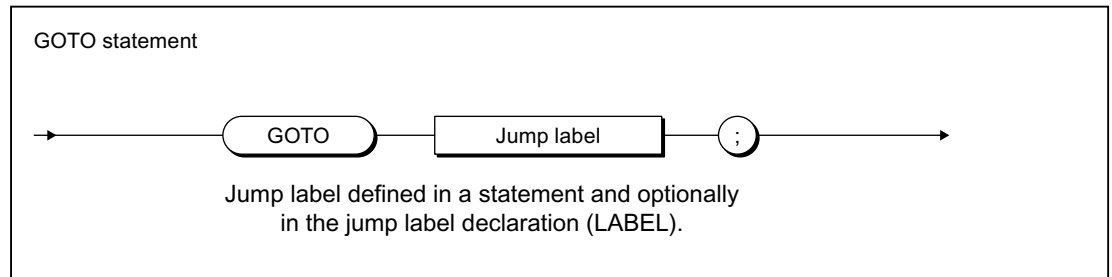 GOTO statement
GOTO
Jump label
;
Jump label defined in a statement and optionally
in the jump label declaration (LABEL).